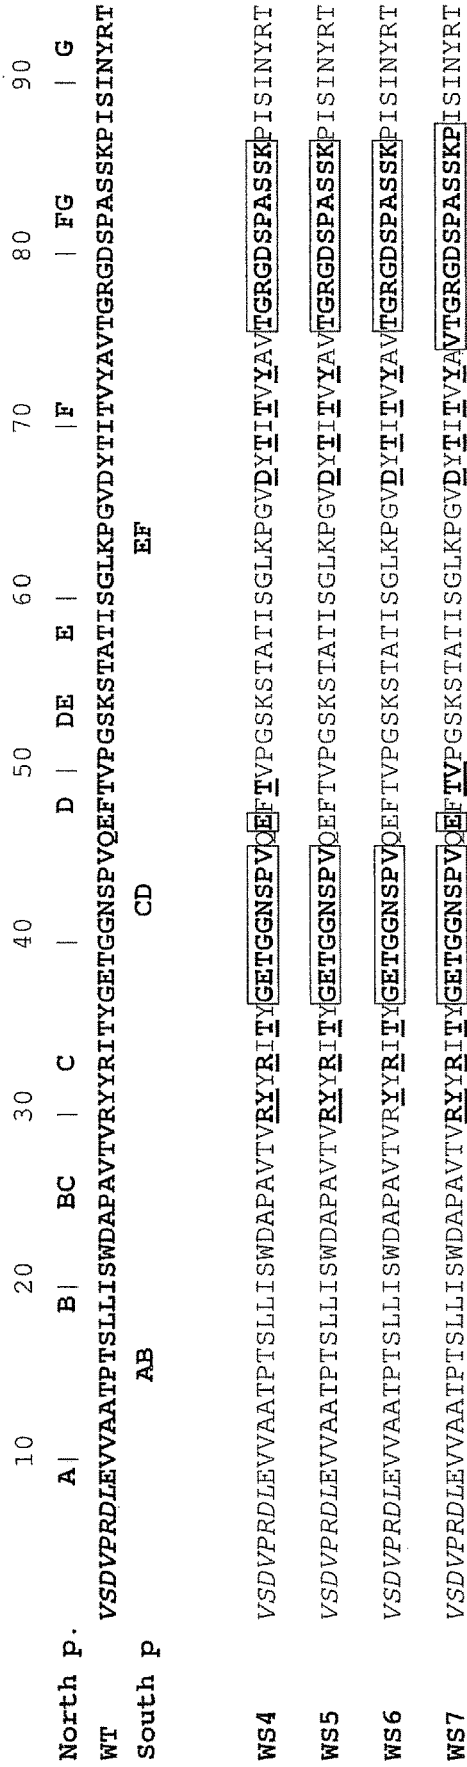 10 20 30 40 50 60 70 80 90
North p. A| B| BC | C | D | DE E | |F | FG | G
WT VSDVPRDLEVVAATPTSLLISWDAPAVTVRYYRITYGETGGNSPVQEFTVPGSKSTATISGLKPGVDYTITVYAVTGRGDSPASSKPISINYRT
South p AB CD EF
WS4 VSDVPRDLEVVAATPTSLLISWDAPAVTVRYYRITYGETGGNSPVQEFTVPGSKSTATISGLKPGVDYTITVYAVTGRGDSPASSKPISINYRT
WS5 VSDVPRDLEVVAATPTSLLISWDAPAVTVRYYRITYGETGGNSPVQEFTVPGSKSTATISGLKPGVDYTITVYAVTGRGDSPASSKPISINYRT
WS6 VSDVPRDLEVVAATPTSLLISWDAPAVTVRYYRITYGETGGNSPVQEFTVPGSKSTATISGLKPGVDYTITVYAVTGRGDSPASSKPISINYRT
WS7 VSDVPRDLEVVAATPTSLLISWDAPAVTVRYYRITYGETGGNSPVQEFTVPGSKSTATISGLKPGVDYTITVYAVTGRGDSPASSKPISINYRT